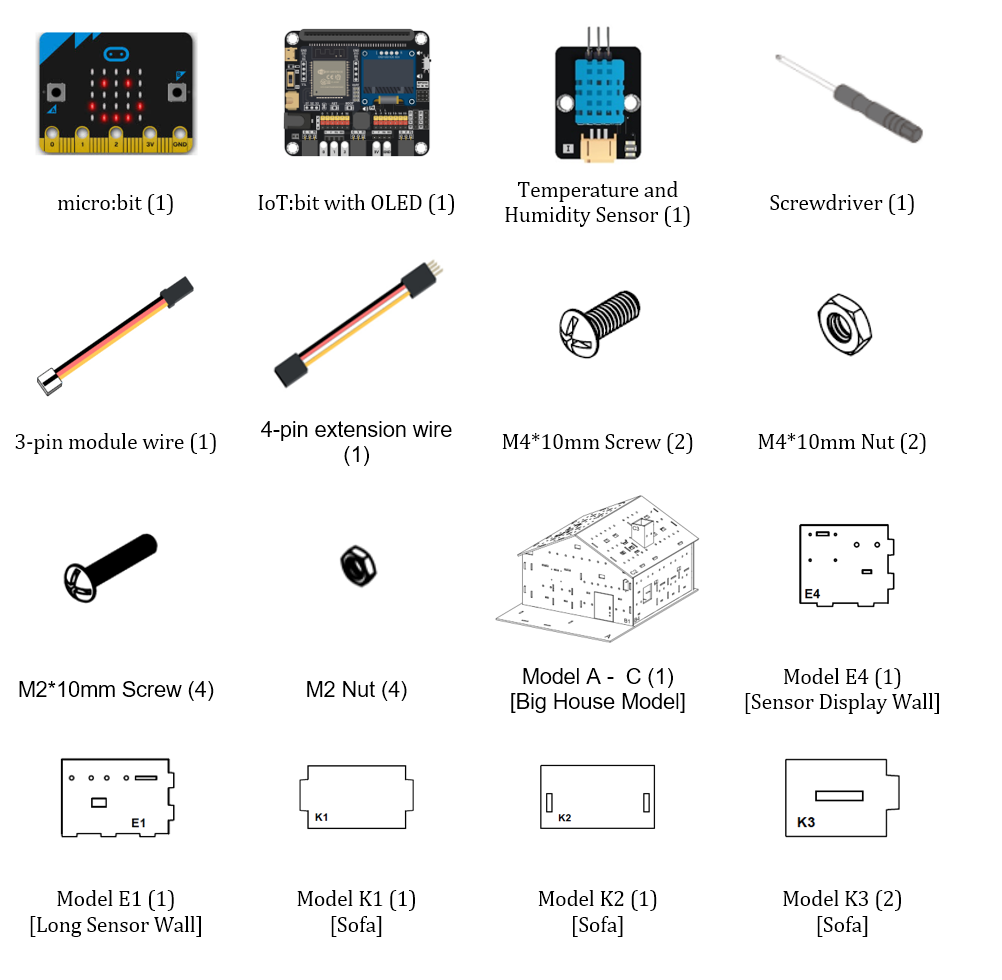 0 1 2 3V GND
micro:bit (1)
IoT:bit with OLED (1)
Temperature and
Humidity Sensor (1)
Screwdriver (1)
3-pin module wire (1)
4-pin extension wire
(1)
M4*10mm Screw (2)
M4*10mm Nut (2)
A
B1
E4
M2*10mm Screw (4)
M2 Nut (4)
Model A - C (1)
[Big House Model]
Model E4 (1)
[Sensor Display Wall]
E1
K1
K2
K3
Model E1 (1)
[Long Sensor Wall]
Model K1 (1)
[Sofa]
Model K2 (1)
[Sofa]
Model K3 (2)
[Sofa]